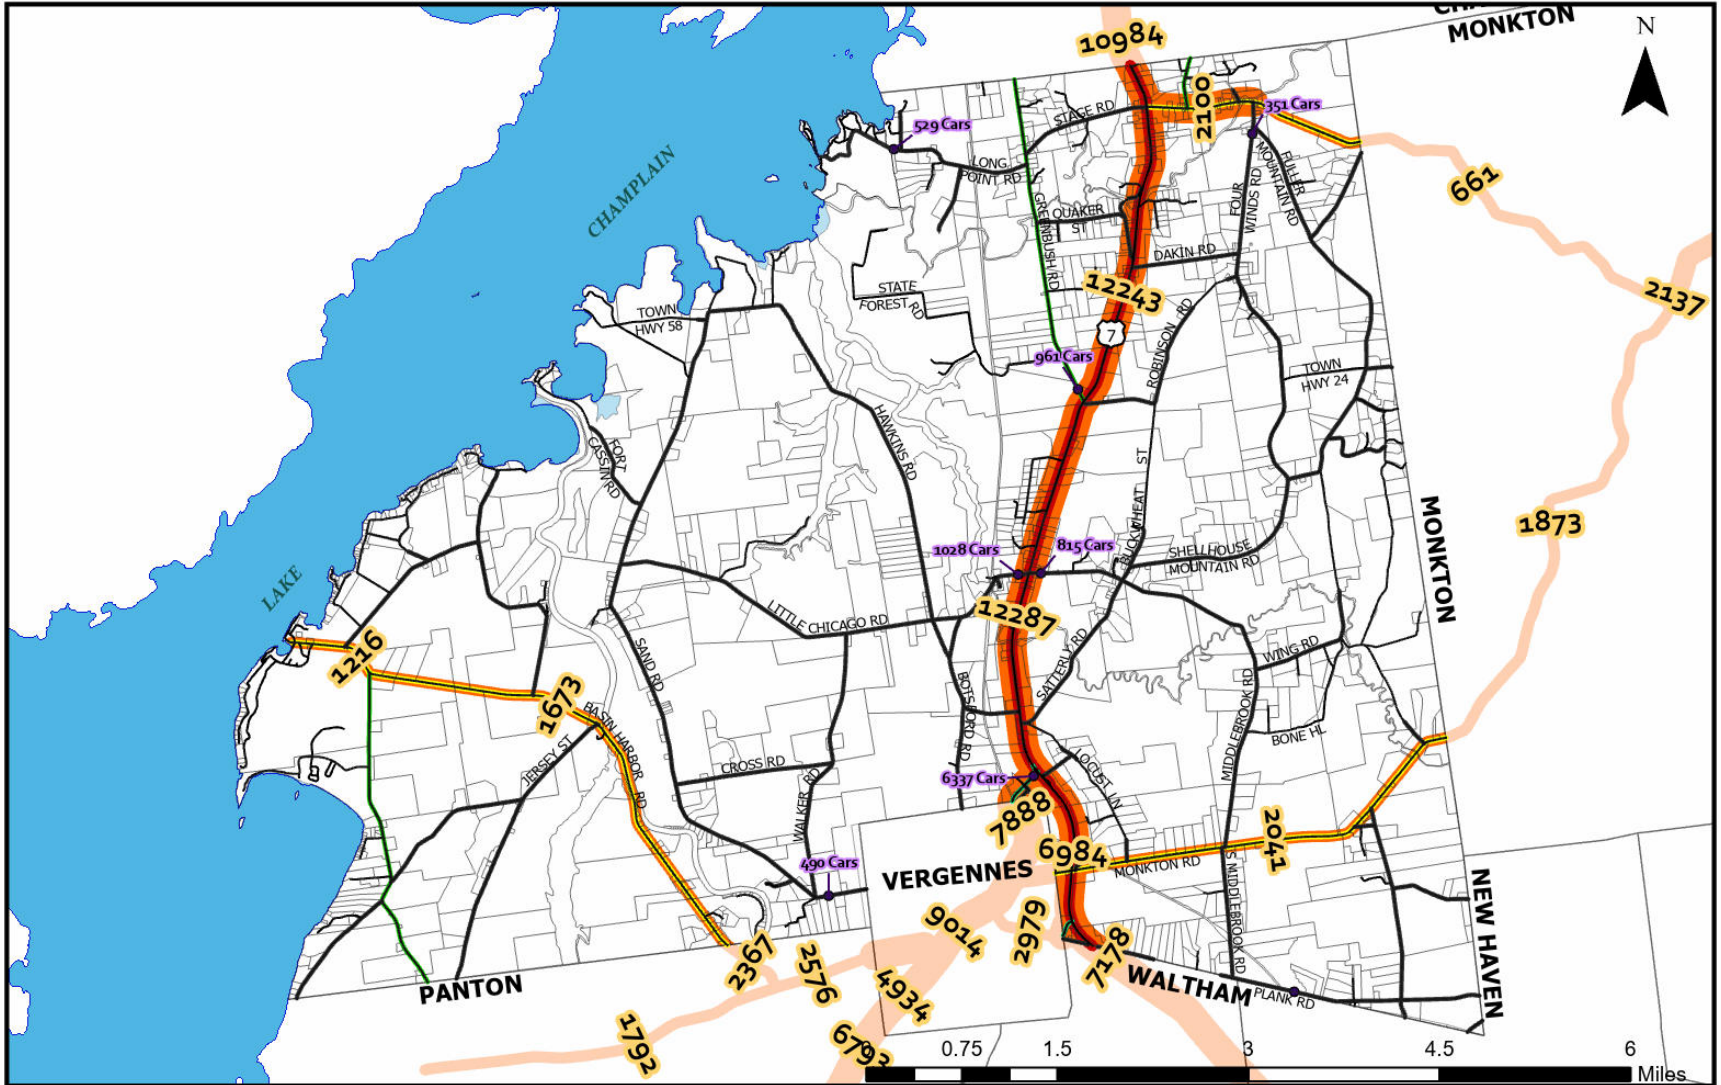 MONKTON
N
10984
2100
351 Cars
529 Cars
STAGE RD
LONG
POINT RD
CHAMPLAIN
FULLER
MOUNTAIN RD
FOUR
WINDS RD
661
GREENBUSH RD
QUAKER
ST
DAKIN RD
12243
STATE
FOREST RD
2137
TOWN
HWY 58
7
ROBINSON RD
961 Cars
TOWN
HWY 24
HAWKINS RD
FORT
CASSIN RD
BUCKWHEAT ST
MONKTON
1873
1028 Cars
815 Cars
SHELLHOUSE
MOUNTAIN RD
LAKE
LITTLE CHICAGO RD
12287
1216
SAND RD
SATTERLY RD
WING RD
1673
BASIN HARBOR RD
BOTSFORD RD
MIDDLEBROOK RD
BONE HL
JERSEY ST
CROSS RD
WALKER RD
6337 Cars
LOCUST LN
7888
6984
2041
490 Cars
VERGENNES
MONKTON RD
S MIDDLEBROOK RD
NEW HAVEN
9014
2979
7178
2367
2576
4934
PANTON
WALTHAM
PLANK RD
1792
6793
0 0.75 1.5 3 4.5 6
Miles